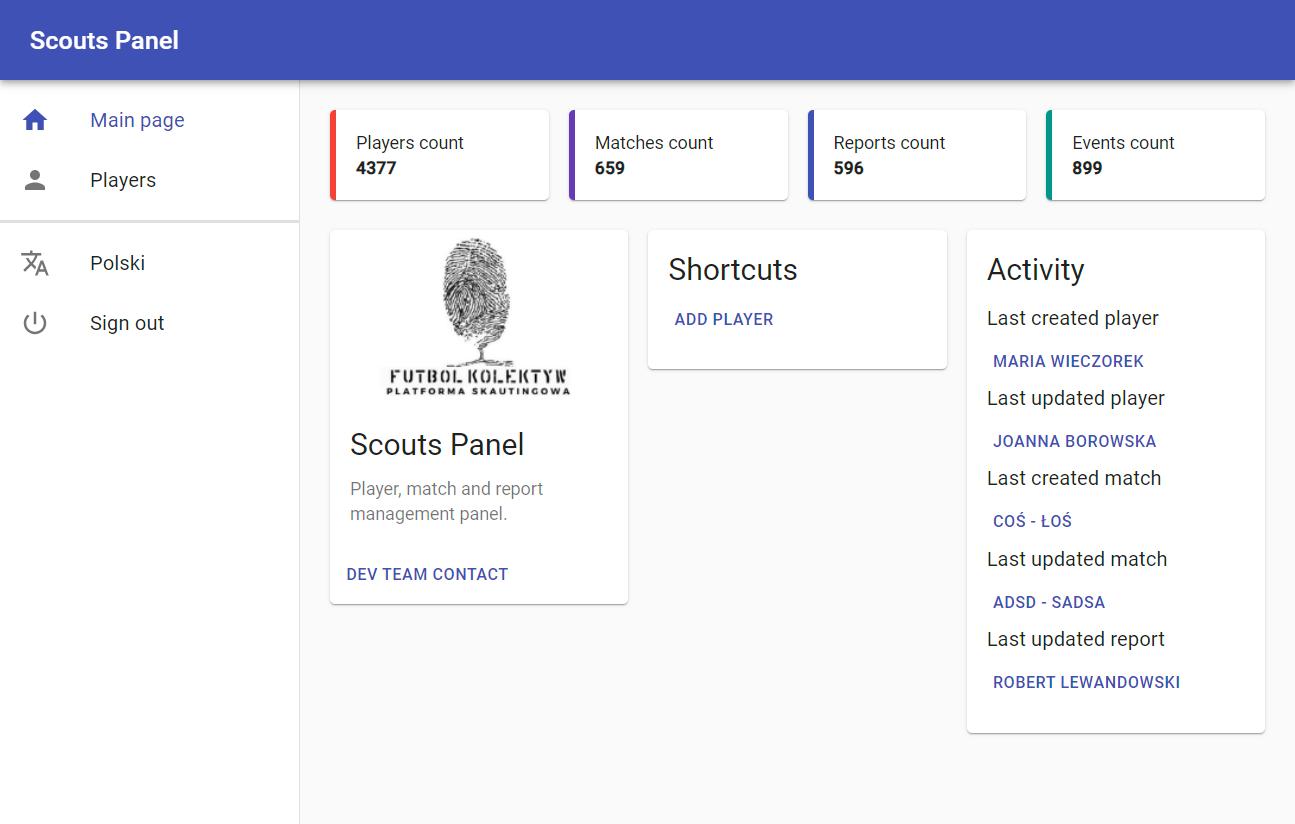 Scouts Panel
Main page
Players
Polski
Sign out
Players count
4377
Matches count
659
Reports count
596
Events count
899
FUTBOL KOLEKTYW
PLATFORMA SKAUTINGOWA
Scouts Panel
Player, match and report
management panel.
DEV TEAM CONTACT
Shortcuts
ADD PLAYER
Activity
Last created player
MARIA WIECZOREK
Last updated player
JOANNA BOROWSKA
Last created match
COŚ - ŁOŚ
Last updated match
ADSD - SADSA
Last updated report
ROBERT LEWANDOWSKI